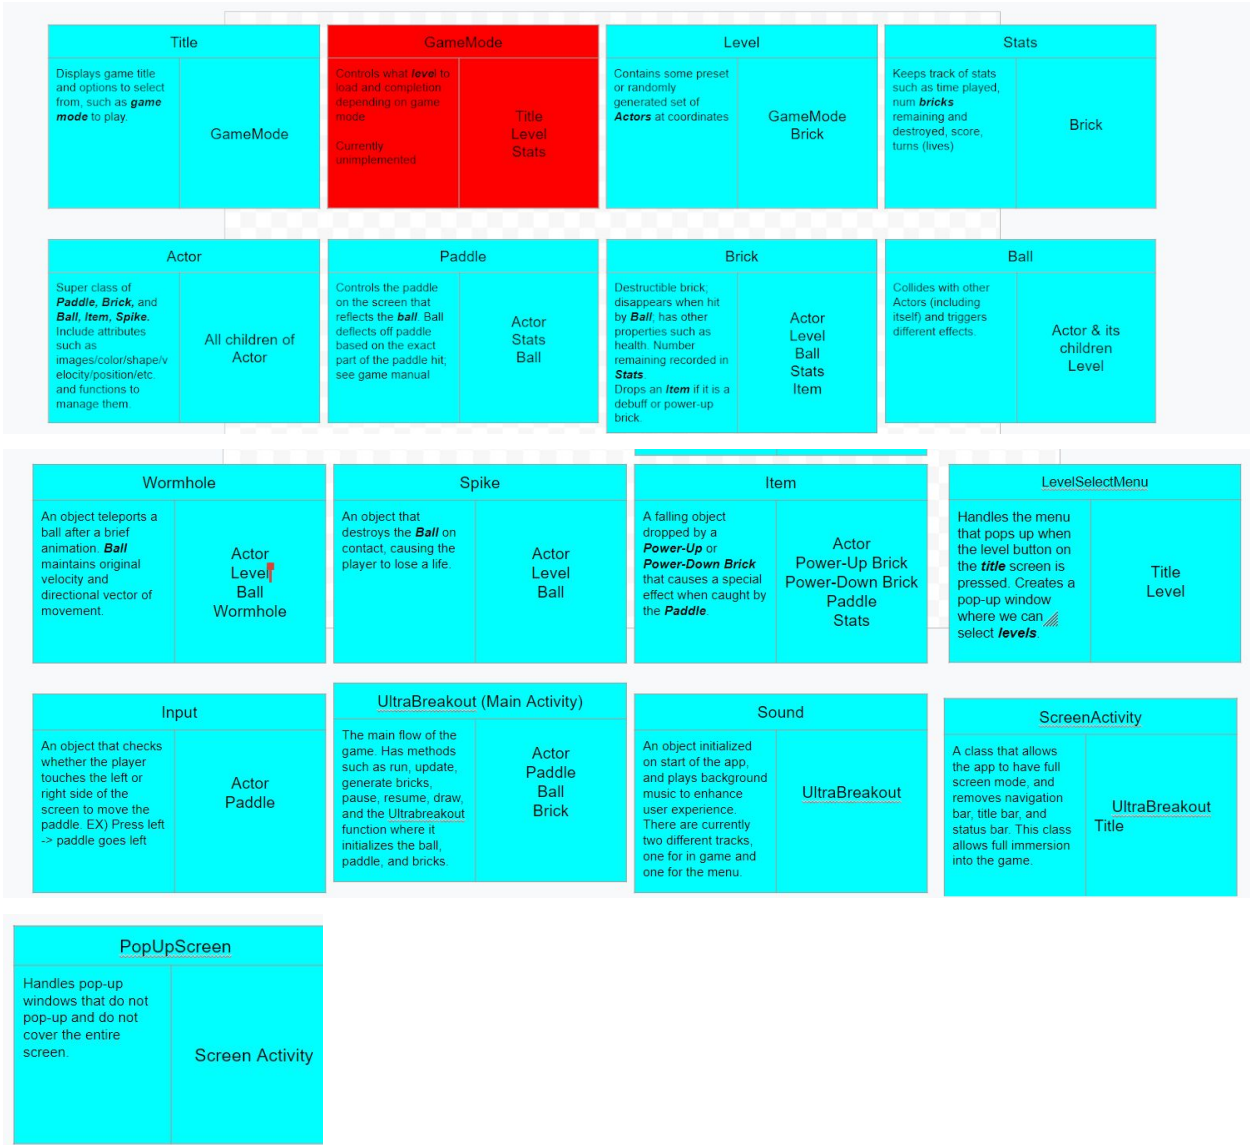 Title
Displays game title
and options to select
from, such as game
mode to play.
GameMode
GameMode
Controls what level to
load and completion
depending on game
mode
Currently
unimplemented
Title
Level
Stats
Level
Contains some preset
or randomly
generated set of
Actors at coordinates
GameMode
Brick
Stats
Keeps track of stats
such as time played,
num bricks
remaining and
destroyed, score,
turns (lives)
Brick
Actor
Super class of
Paddle, Brick, and
Ball, Item, Spike.
Include attributes
such as
images/color/shape/v
elocity/position/etc.
and functions to
manage them.
All children of
Actor
Paddle
Controls the paddle
on the screen that
reflects the ball. Ball
deflects off paddle
based on the exact
part of the paddle hit;
see game manual
Actor
Stats
Ball
Brick
Destructible brick;
disappears when hit
by Ball; has other
properties such as
health. Number
remaining recorded in
Stats.
Drops an Item if it is a
debuff or power-up
brick.
Actor
Level
Ball
Stats
Item
Ball
Collides with other
Actors (including
itself) and triggers
different effects.
Actor & its
children
Level
Wormhole
An object teleports a
ball after a brief
animation. Ball
maintains original
velocity and
directional vector of
movement.
Actor
Level
Ball
Wormhole
Spike
An object that
destroys the Ball on
contact, causing the
player to lose a life.
Actor
Level
Ball
Item
A falling object
dropped by a
Power-Up or
Power-Down Brick
that causes a special
effect when caught by
the Paddle.
Actor
Power-Up Brick
Power-Down Brick
Paddle
Stats
LevelSelectMenu
Handles the menu
that pops up when
the level button on
the title screen is
pressed. Creates a
pop-up window
where we can
select levels.
Title
Level
Input
An object that checks
whether the player
touches the left or
right side of the
screen to move the
paddle. EX) Press left
-> paddle goes left
Actor
Paddle
UltraBreakout (Main Activity)
The main flow of the
game. Has methods
such as run, update,
generate bricks,
pause, resume, draw,
and the Ultrabreakout
function where it
initializes the ball,
paddle, and bricks.
Actor
Paddle
Ball
Brick
Sound
An object initialized
on start of the app,
and plays background
music to enhance
user experience.
There are currently
two different tracks,
one for in game and
one for the menu.
UltraBreakout
ScreenActivity
A class that allows
the app to have full
screen mode, and
removes navigation
bar, title bar, and
status bar. This class
allows full immersion
into the game.
UltraBreakout
Title
PopUpScreen
Handles pop-up
windows that do not
pop-up and do not
cover the entire
screen.
Screen Activity